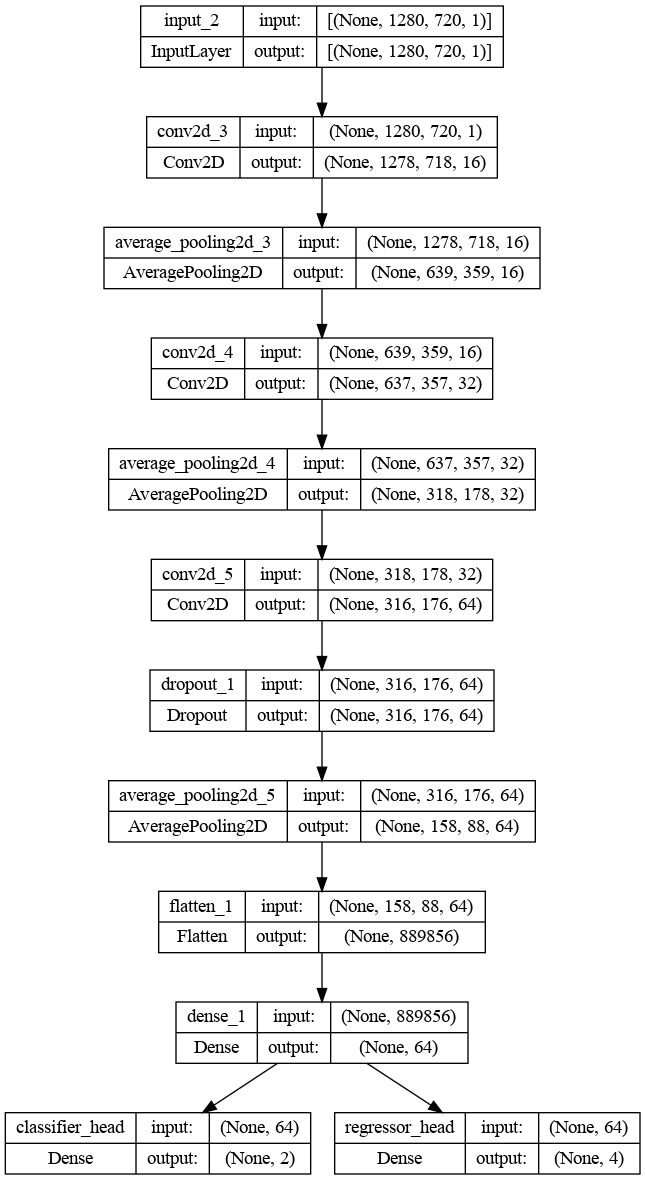 input_2 input: [(None, 1280, 720, 1)]
InputLayer output: [(None, 1280, 720, 1)]
conv2d_3 input: (None, 1280, 720, 1)
Conv2D output: (None, 1278, 718, 16)
average_pooling2d_3 input: (None, 1278, 718, 16)
AveragePooling2D output: (None, 639, 359, 16)
conv2d_4 input: (None, 639, 359, 16)
Conv2D output: (None, 637, 357, 32)
average_pooling2d_4 input: (None, 637, 357, 32)
AveragePooling2D output: (None, 318, 178, 32)
conv2d_5 input: (None, 318, 178, 32)
Conv2D output: (None, 316, 176, 64)
dropout_1 input: (None, 316, 176, 64)
Dropout output: (None, 316, 176, 64)
average_pooling2d_5 input: (None, 316, 176, 64)
AveragePooling2D output: (None, 158, 88, 64)
flatten_1 input: (None, 158, 88, 64)
Flatten output: (None, 889856)
dense_1 input: (None, 889856)
Dense output: (None, 64)
classifier_head input: (None, 64)
Dense output: (None, 2)
regressor_head input: (None, 64)
Dense output: (None, 4)